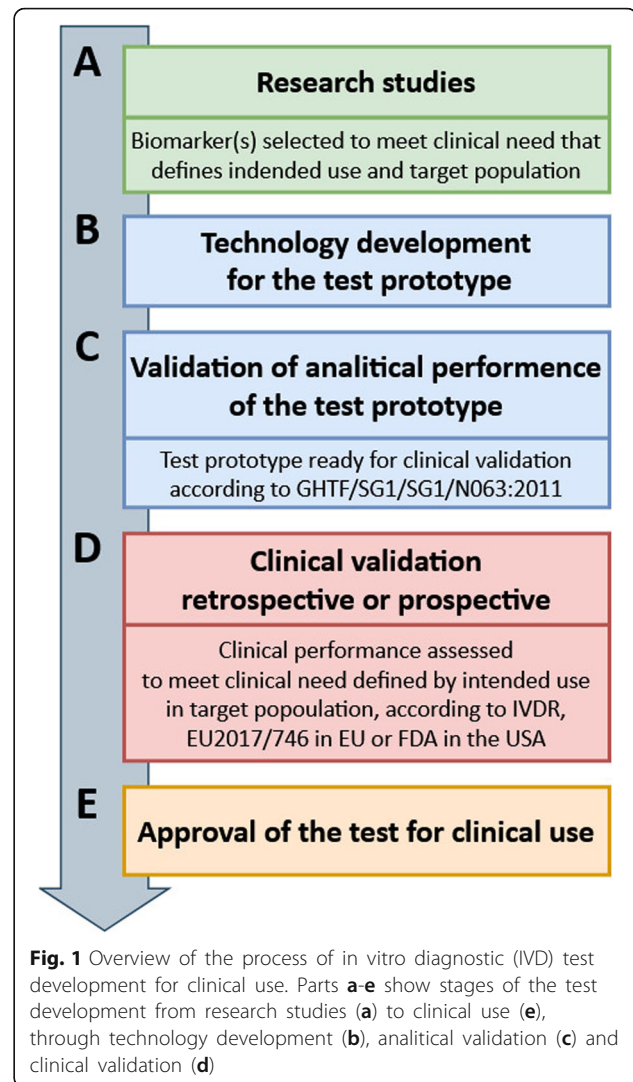 A
Research studies
Biomarker(s) selected to meet clinical need that
defines indended use and target population
B
Technology development
for the test prototype
C
Validation of analitical performence
of the test prototype
Test prototype ready for clinical validation
according to GHTF/SG1/SG1/N063:2011
D
Clinical validation
retrospective or prospective
Clinical performance assessed
to meet clinical need defined by intended use
in target popoulation, according to IVDR,
EU2017/746 in EU or FDA in the USA
E
Approval of the test for clinical use
Fig. 1 Overview of the process of in vitro diagnostic (IVD) test
development for clinical use. Parts a-e show stages of the test
development from research studies (a) to clinical use (e),
through technology development (b), analitical validation (c) and
clinical validation (d)